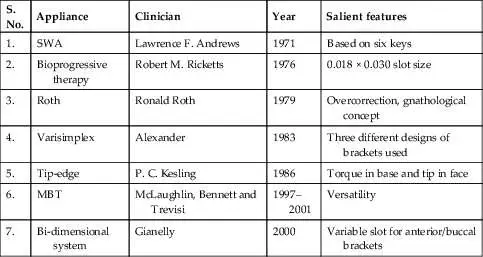 S. No. Appliance Clinician Year Salient features
1. SWA Lawrence F. Andrews 1971 Based on six keys
2. Bioprogressive therapy Robert M. Ricketts 1976 0.018 × 0.030 slot size
3. Roth Ronald Roth 1979 Overcorrection, gnathological concept
4. Varisimplex Alexander 1983 Three different designs of brackets used
5. Tip-edge P. C. Kesling 1986 Torque in base and tip in face
6. MBT McLaughlin, Bennett and Trevisi 1997–2001 Versatility
7. Bi-dimensional system Gianelly 2000 Variable slot for anterior/buccal brackets